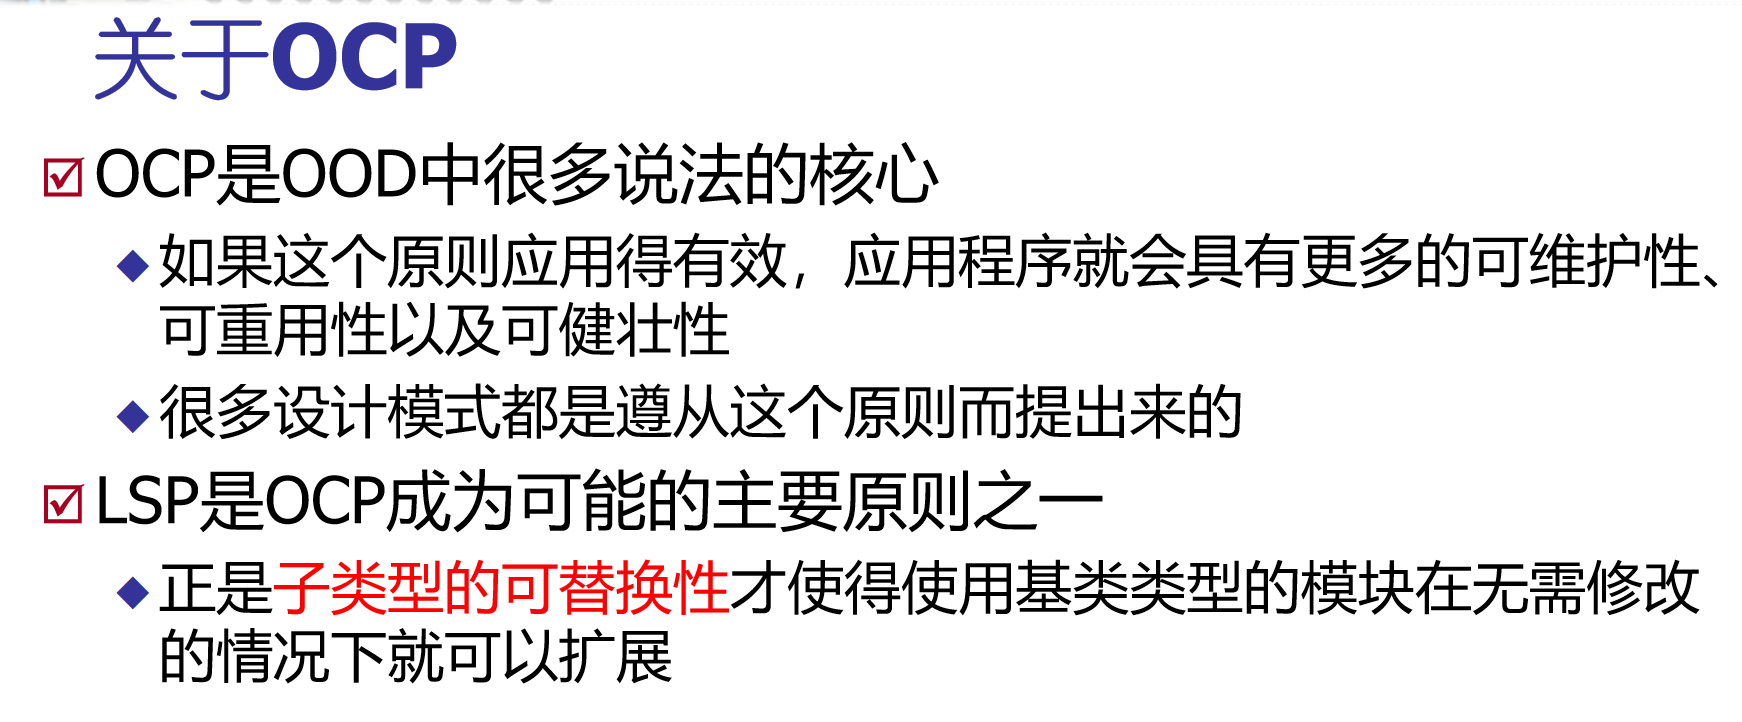 关于OCP
OCP是OOD中很多说法的核心
如果这个原则应用得有效，应用程序就会具有更多的可维护性、
可重用性以及可健壮性
很多设计模式都是遵从这个原则而提出来的
LSP是OCP成为可能的主要原则之一
正是子类型的可替换性才使得使用基类类型的模块在无需修改
的情况下就可以扩展